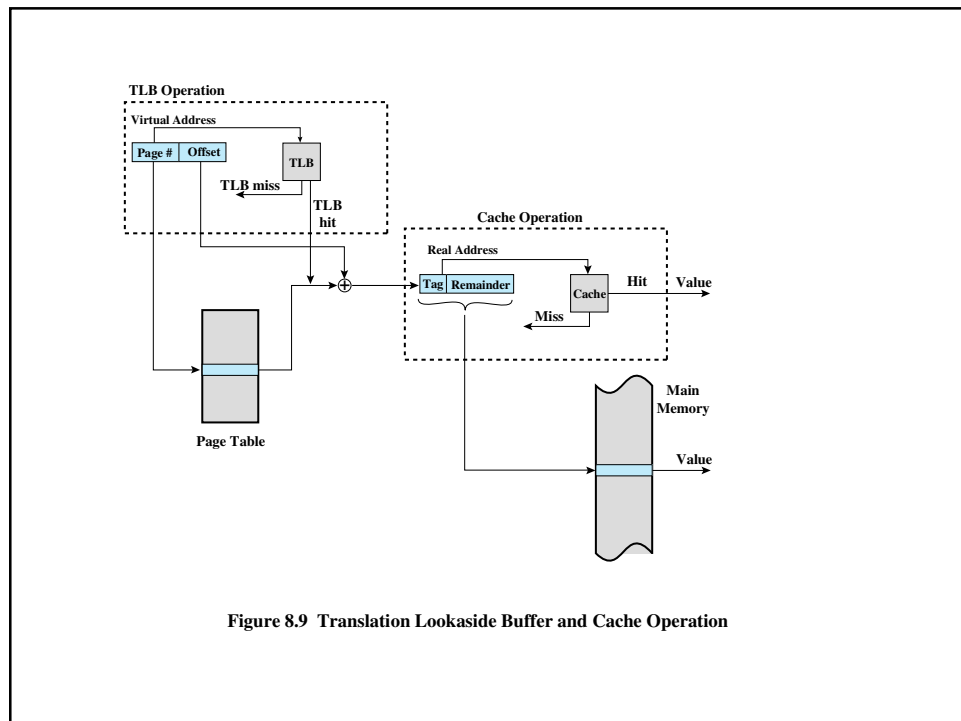 TLB Operation
Virtual Address
Page #
Offset
TLB
TLB miss
TLB
hit
Cache Operation
Real Address
Tag
Remainder
Cache
Hit
Value
Miss
Page Table
Main
Memory
Value
Figure 8.9 Translation Lookaside Buffer and Cache Operation